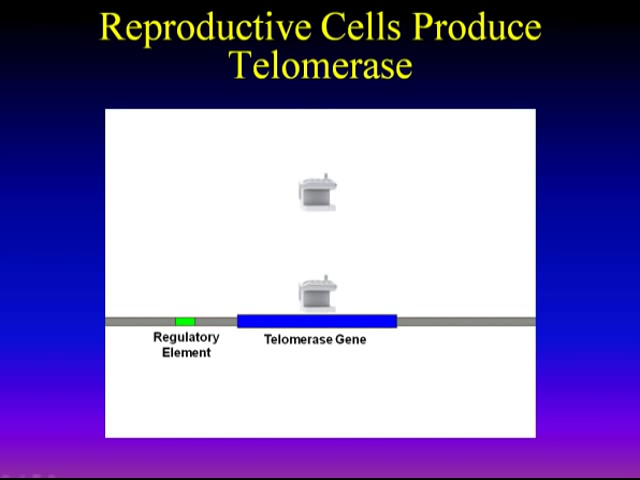 Reproductive Cells Produce
Telomerase
Regulatory
Element
Telomerase Gene